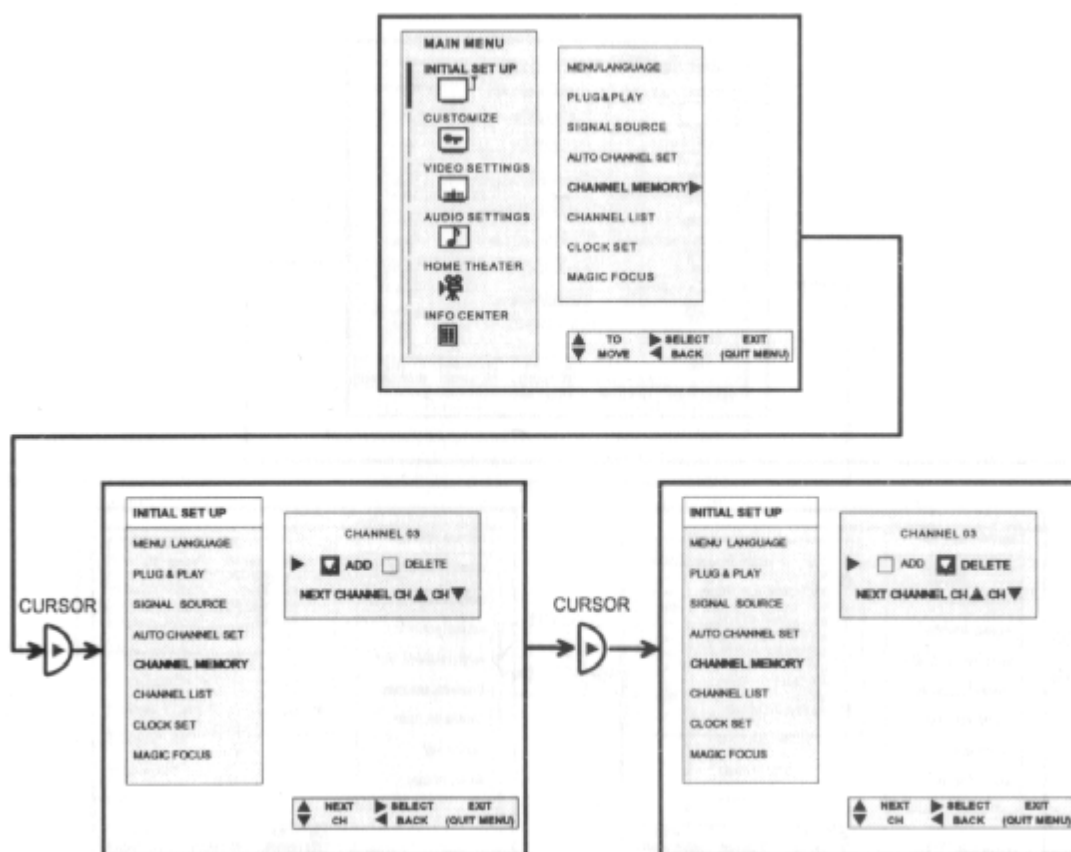 MAIN MENU
INITIAL SET UP
CUSTOMIZE
VIDEO SETTINGS
AUDIO SETTINGS
HOME THEATER
INFO CENTER
MENULANGUAGE
PLUG&PLAY
SIGNALSOURCE
AUTO CHANNEL SET
CHANNEL MEMORY▶
CHANNEL LIST
CLOCK SET
MAGIC FOCUS
▲ TO ▶ SELECT EXIT
▼ MOVE ◀ BACK (QUIT MENU)
CURSOR
INITIAL SET UP
MENU LANGUAGE
PLUG & PLAY
SIGNAL SOURCE
AUTO CHANNEL SET
CHANNEL MEMORY
CHANNEL LIST
CLOCK SET
MAGIC FOCUS
CHANNEL 03
▶ ADD DELETE
NEXT CHANNEL CH▲ CH▼
▲ NEXT ▶ SELECT EXIT
▼ CH ◀ BACK (QUIT MENU)
CURSOR
INITIAL SET UP
MENU LANGUAGE
PLUG & PLAY
SIGNAL SOURCE
AUTO CHANNEL SET
CHANNEL MEMORY
CHANNEL LIST
CLOCK SET
MAGIC FOCUS
CHANNEL 03
▶ ADD DELETE
NEXT CHANNEL CH▲ CH▼
▲ NEXT ▶ SELECT EXIT
▼ CH ◀ BACK (QUIT MENU)